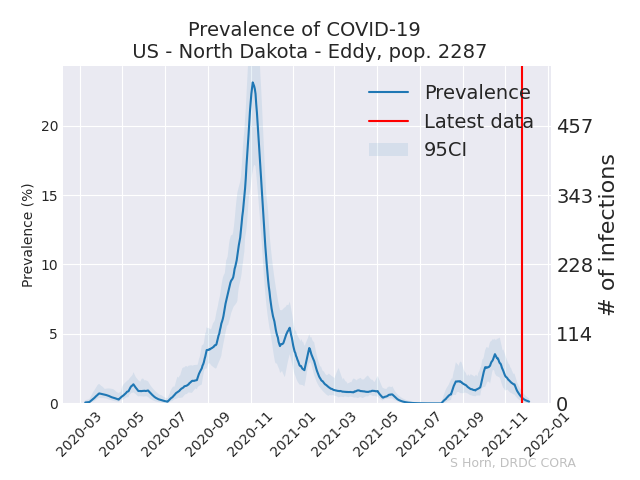 Prevalence of COVID-19
US - North Dakota - Eddy, pop. 2287
Prevalence
Latest data
95CI
Prevalence (%)
20
15
10
5
0
457
343
228
114
0
# of infections
2020-03
2020-05
2020-07
2020-09
2020-11
2021-01
2021-03
2021-05
2021-07
2021-09
2021-11
2022-01
S Horn, DRDC CORA